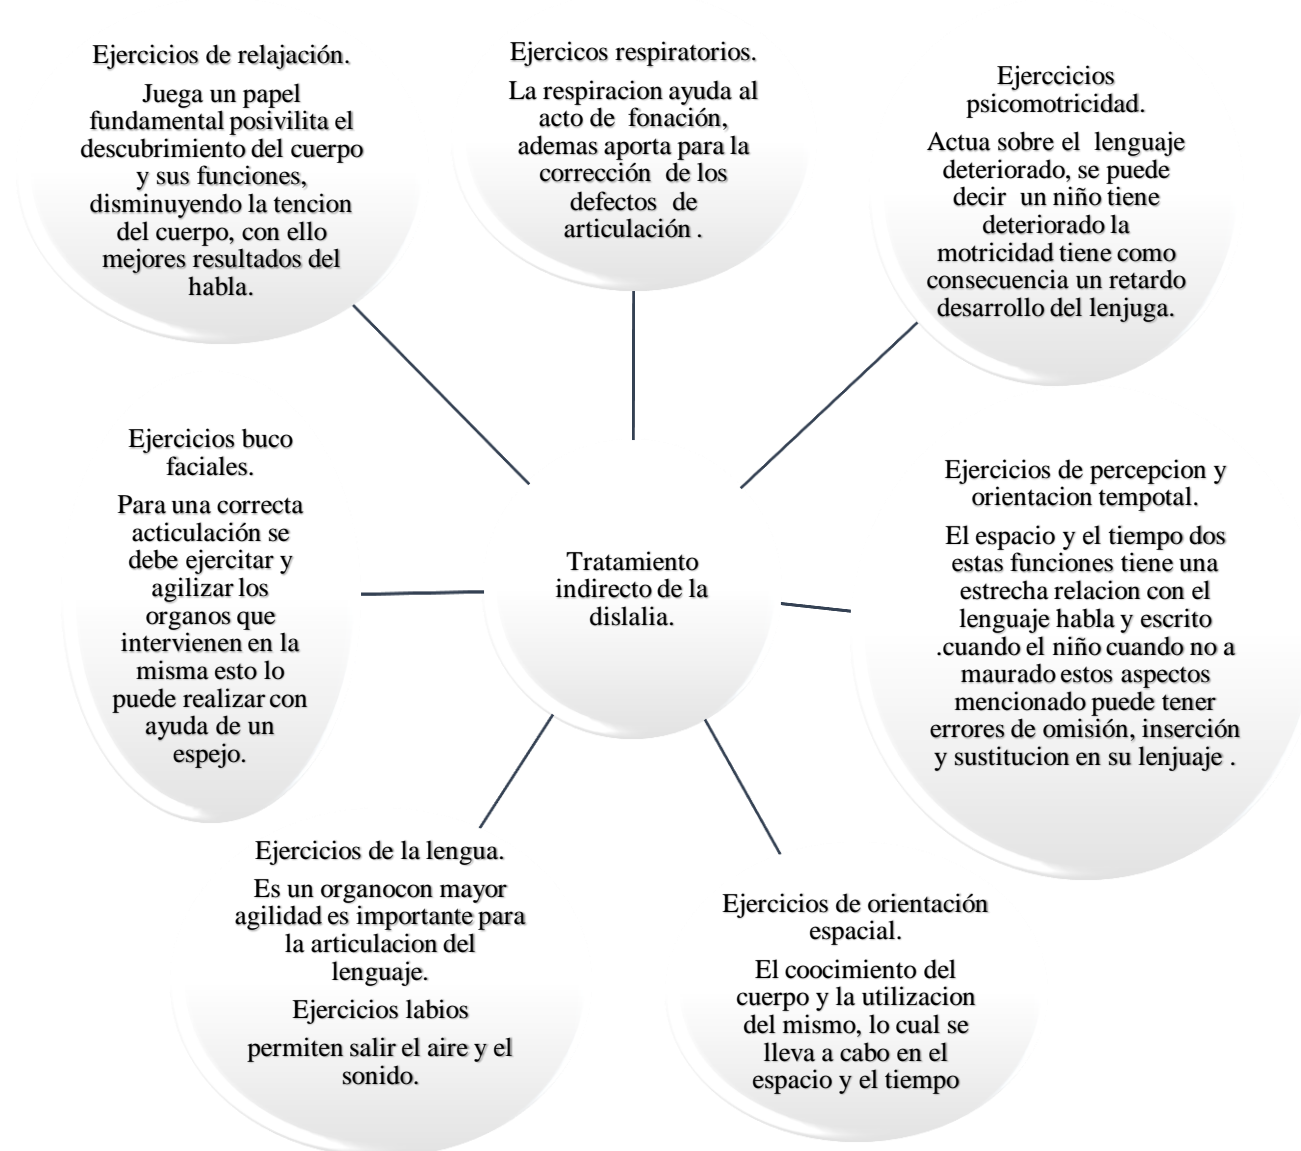 Ejercicios de relajación.
Juega un papel
fundamental posivilita el
descubrimiento del cuerpo
y sus funciones,
disminuyendo la tencion
del cuerpo, con ello
mejores resultados del
habla.
Ejercicos respiratorios.
La respiracion ayuda al
acto de fonación,
ademas aporta para la
corrección de los
defectos de
articulación .
Ejerccicios
psicomotricidad.
Actua sobre el lenguaje
deteriorado, se puede
decir un niño tiene
deteriorado la
motricidad tiene como
consecuencia un retardo
desarrollo del lenjuga.
Ejercicios buco
faciales.
Para una correcta
acticulación se
debe ejercitar y
agilizar los
organos que
intervienen en la
misma esto lo
puede realizar con
ayuda de un
espejo.
Tratamiento
indirecto de la
dislalia.
Ejercicios de percepcion y
orientacion tempotal.
El espacio y el tiempo dos
estas funciones tiene una
estrecha relacion con el
lenguaje habla y escrito
.cuando el niño cuando no a
maurado estos aspectos
mencionado puede tener
errores de omisión, inserción
y sustitucion en su lenjuaje .
Ejercicios de la lengua.
Es un organocon mayor
agilidad es importante para
la articulacion del
lenguaje.
Ejercicios labios
permiten salir el aire y el
sonido.
Ejercicios de orientación
espacial.
El coocimiento del
cuerpo y la utilizacion
del mismo, lo cual se
lleva a cabo en el
espacio y el tiempo